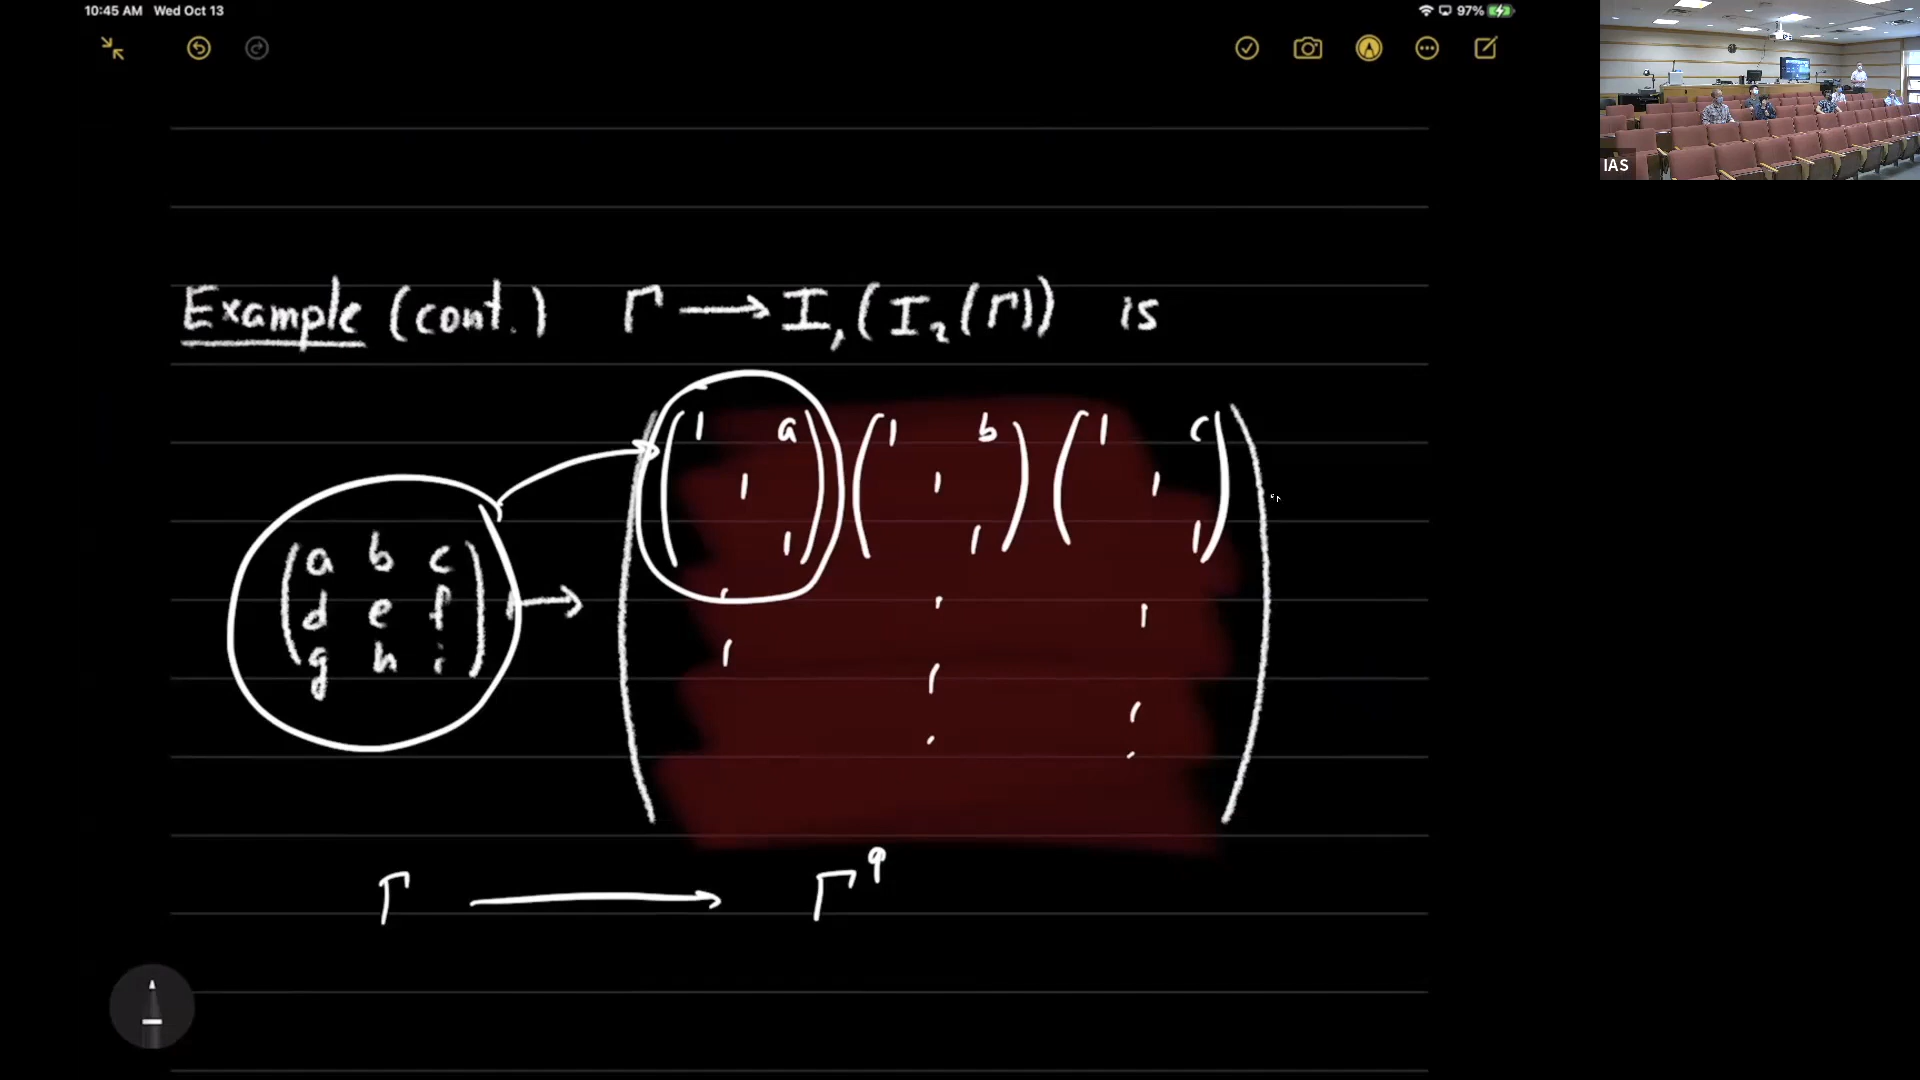 10:45 AM Wed Oct 13 97%
IAS
Example (cont.) Γ → I₁(I₂(Γ)) is
1 a 1 b 1 c
1 1 1
1 1 1
a b c
d e f
g h i
Γ → Γ⁹